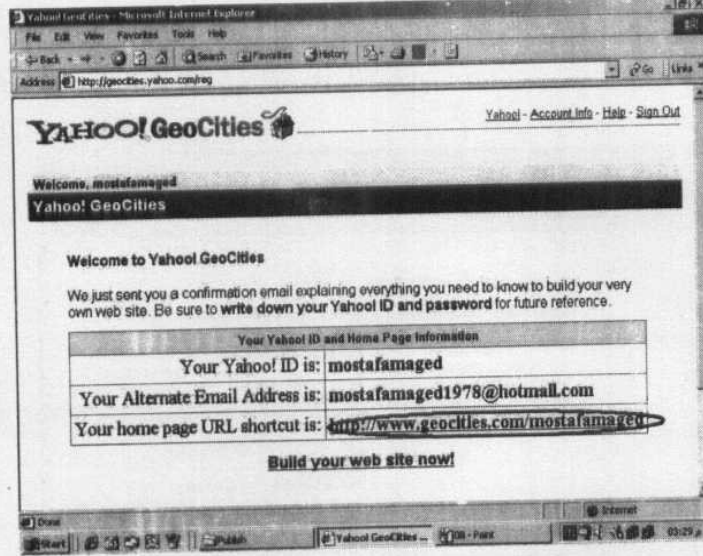 Yahoo! GeoCities - Microsoft Internet Explorer
File Edit View Favorites Tools Help
Back Search Favorites History
Address http://geocities.yahoo.com/reg Go Links
YAHOO! GeoCities
Yahoo! - Account Info - Help - Sign Out
Welcome, mostafamaged
Yahoo! GeoCities
Welcome to Yahoo! GeoCities
We just sent you a confirmation email explaining everything you need to know to build your very
own web site. Be sure to write down your Yahoo! ID and password for future reference.
Your Yahoo! ID and Home Page Information
Your Yahoo! ID is: mostafamaged
Your Alternate Email Address is: mostafamaged1978@hotmail.com
Your home page URL shortcut is: http://www.geocities.com/mostafamaged
Build your web site now!
Done Internet
Start Publish Yahoo! GeoCities ... - Paint 03:29